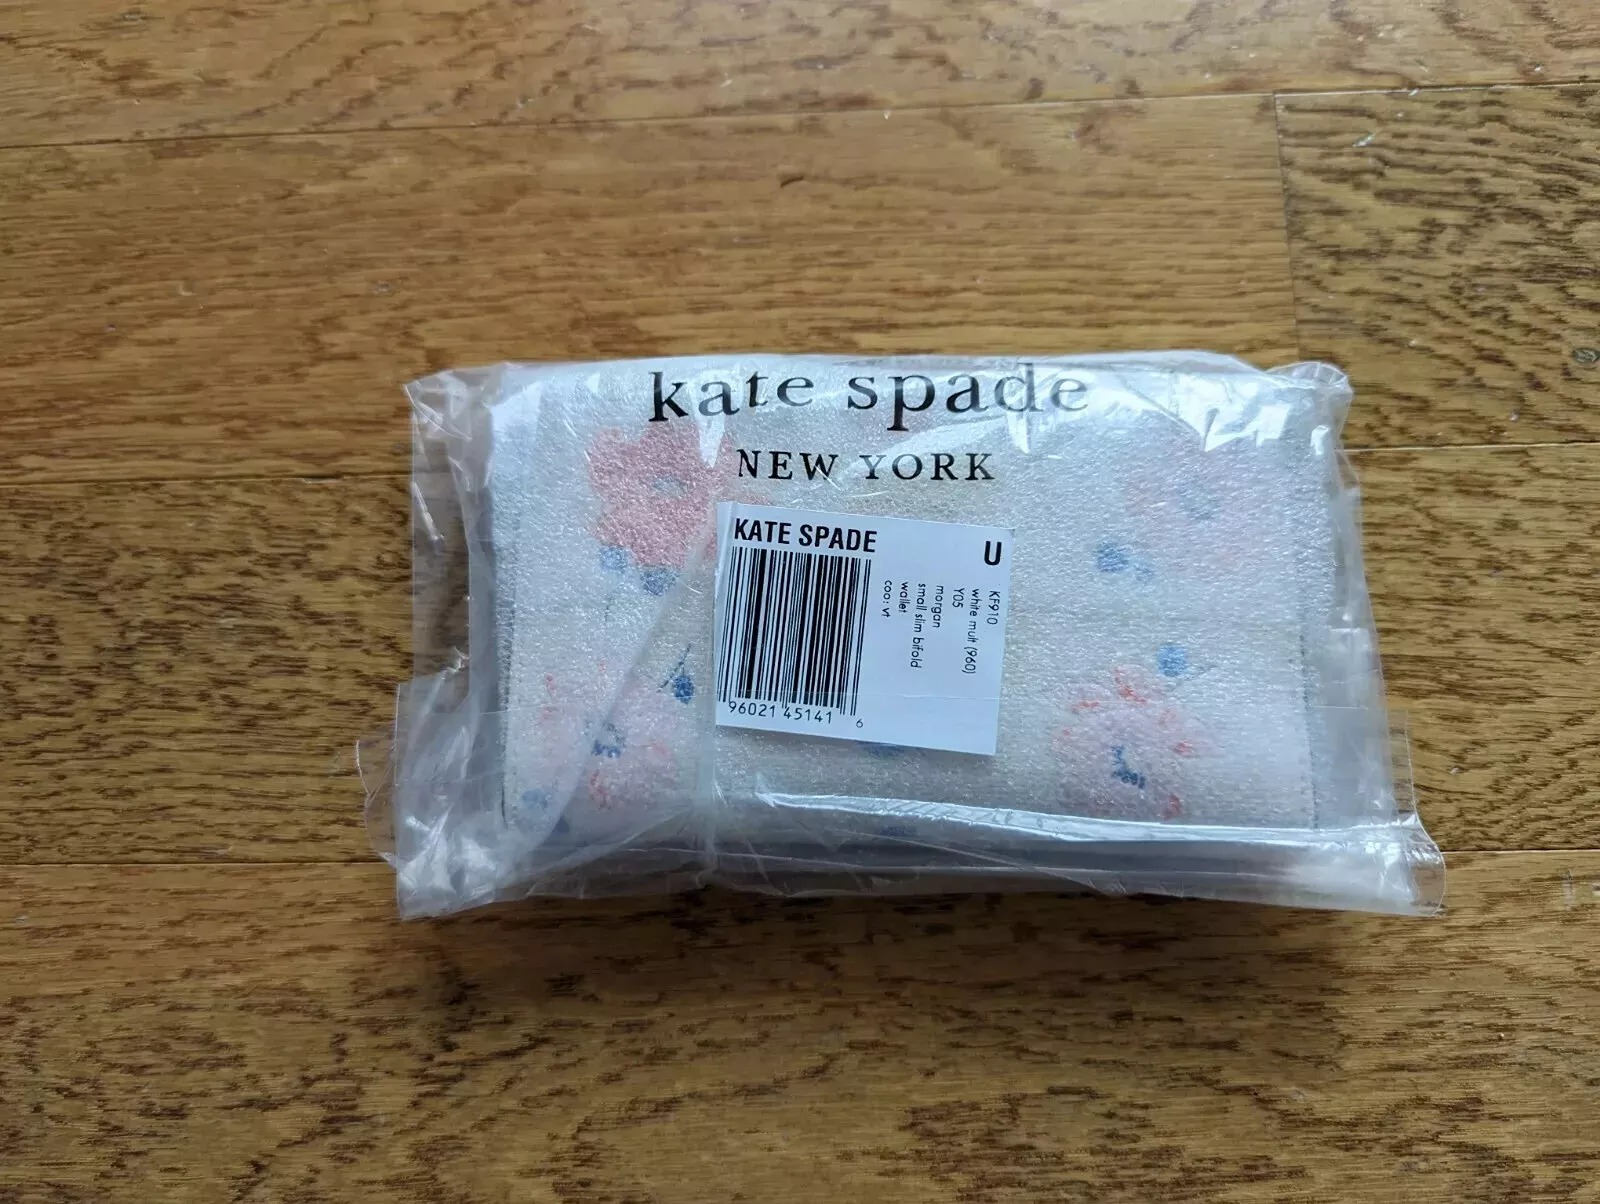 kate spade
NEW YORK
KATE SPADE
U
KF910
white mult (960)
Y05
morgan
small slim bifold
wallet
coo: vt
96021 45141 6